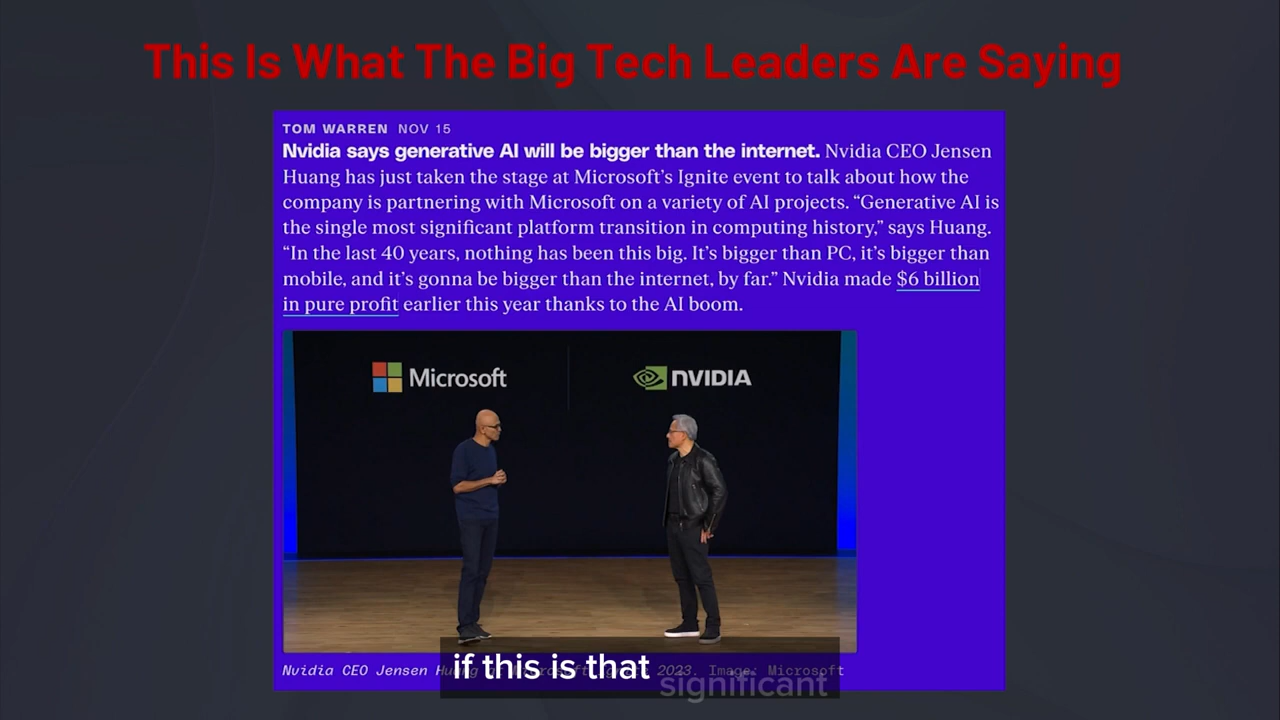 This Is What The Big Tech Leaders Are Saying
TOM WARREN NOV 15
Nvidia says generative AI will be bigger than the internet. Nvidia CEO Jensen
Huang has just taken the stage at Microsoft's Ignite event to talk about how the
company is partnering with Microsoft on a variety of AI projects. “Generative AI is
the single most significant platform transition in computing history,” says Huang.
“In the last 40 years, nothing has been this big. It's bigger than PC, it's bigger than
mobile, and it's gonna be bigger than the internet, by far.” Nvidia made $6 billion
in pure profit earlier this year thanks to the AI boom.
Microsoft
NVIDIA
Nvidia CEO Jensen 2023. Image: Microsoft
if this is that significant